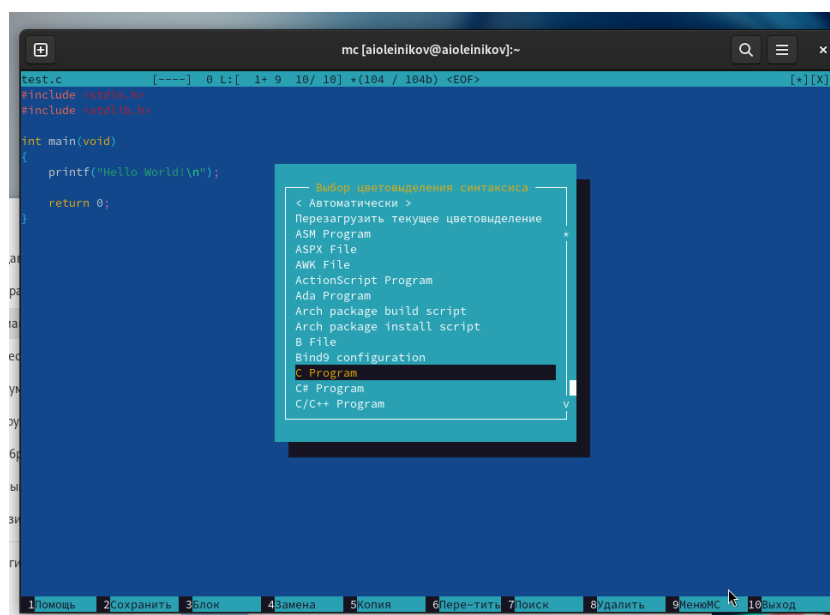 mc [aioleinikov@aioleinikov]:~
test.c [----] 0 L:[ 1+ 9 10/ 10] *(104 / 104b) <EOF> [*][X]
#include <stdio.h>
#include <stdlib.h>
int main(void)
{
printf("Hello World!\n");
return 0;
}
Выбор цветовыделения синтаксиса
< Автоматически >
Перезагрузить текущее цветовыделение
ASM Program
ASPX File
AWK File
ActionScript Program
Ada Program
Arch package build script
Arch package install script
B File
Bind9 configuration
C Program
C# Program
C/C++ Program
1Помощь 2Сохранить 3Блок 4Замена 5Копия 6Пере~тить 7Поиск 8Удалить 9МенюMC 10Выход